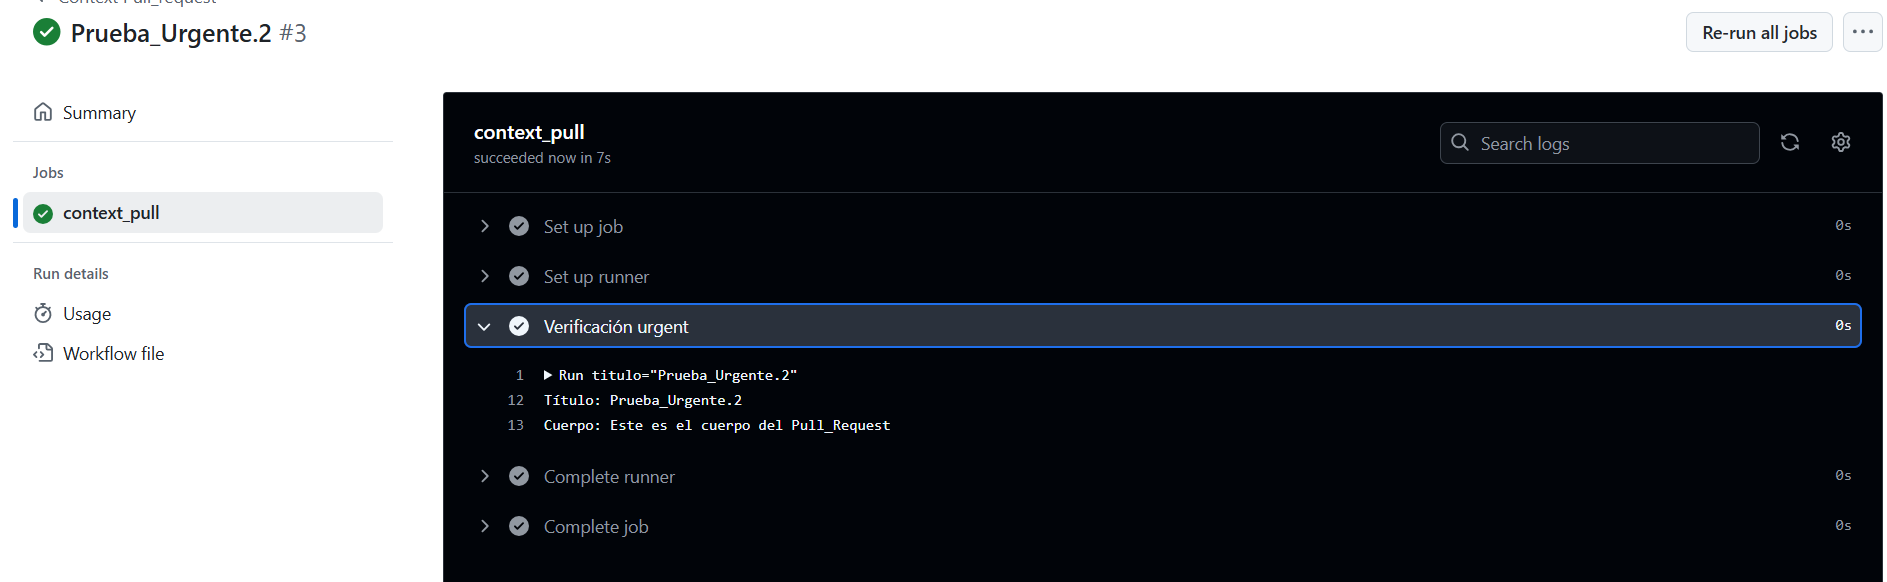 Context Pull_request
Prueba_Urgente.2 #3
Re-run all jobs
Summary
Jobs
context_pull
Run details
Usage
Workflow file
context_pull
succeeded now in 7s
Search logs
Set up job 0s
Set up runner 0s
Verificación urgent 0s
1 Run titulo="Prueba_Urgente.2"
12 Título: Prueba_Urgente.2
13 Cuerpo: Este es el cuerpo del Pull_Request
Complete runner 0s
Complete job 0s